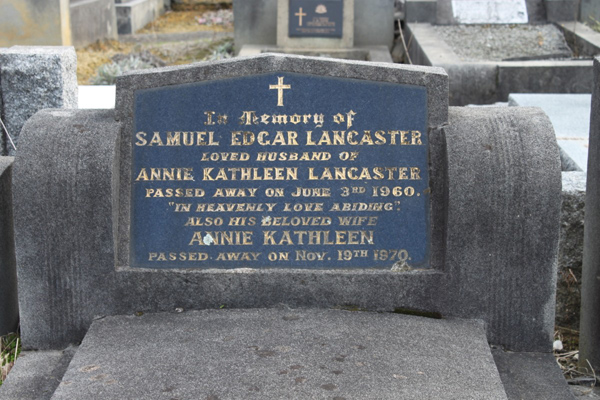 In Memory of
SAMUEL EDGAR LANCASTER
LOVED HUSBAND OF
ANNIE KATHLEEN LANCASTER
PASSED AWAY ON JUNE 3RD 1960.
"IN HEAVENLY LOVE ABIDING".
ALSO HIS BELOVED WIFE
ANNIE KATHLEEN
PASSED AWAY ON NOV. 19TH 1970.